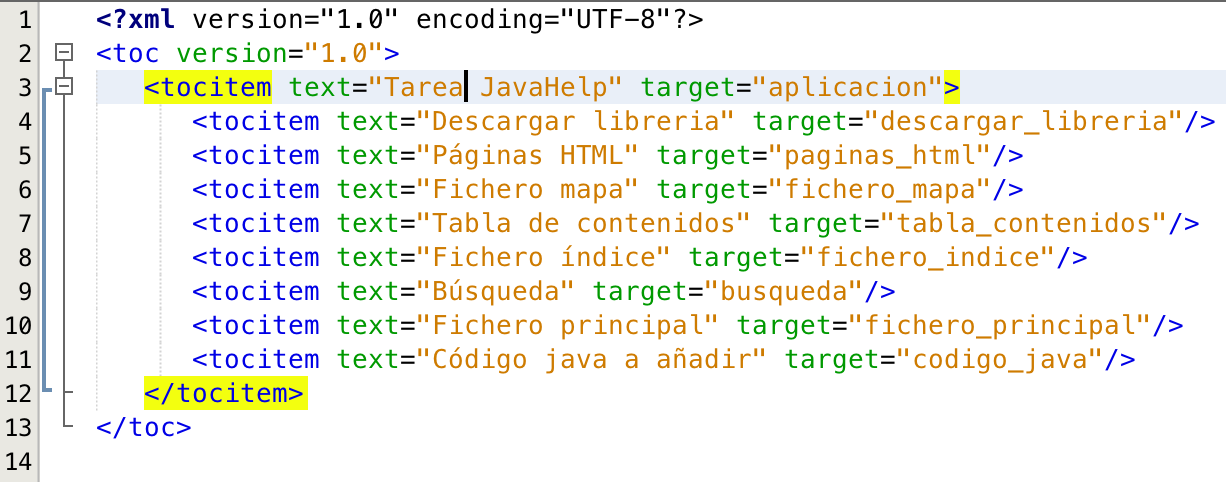 1 <?xml version="1.0" encoding="UTF-8"?>
2 <toc version="1.0">
3 <tocitem text="Tarea JavaHelp" target="aplicacion">
4 <tocitem text="Descargar libreria" target="descargar_libreria"/>
5 <tocitem text="Páginas HTML" target="paginas_html"/>
6 <tocitem text="Fichero mapa" target="fichero_mapa"/>
7 <tocitem text="Tabla de contenidos" target="tabla_contenidos"/>
8 <tocitem text="Fichero índice" target="fichero_indice"/>
9 <tocitem text="Búsqueda" target="busqueda"/>
10 <tocitem text="Fichero principal" target="fichero_principal"/>
11 <tocitem text="Código java a añadir" target="codigo_java"/>
12 </tocitem>
13 </toc>
14